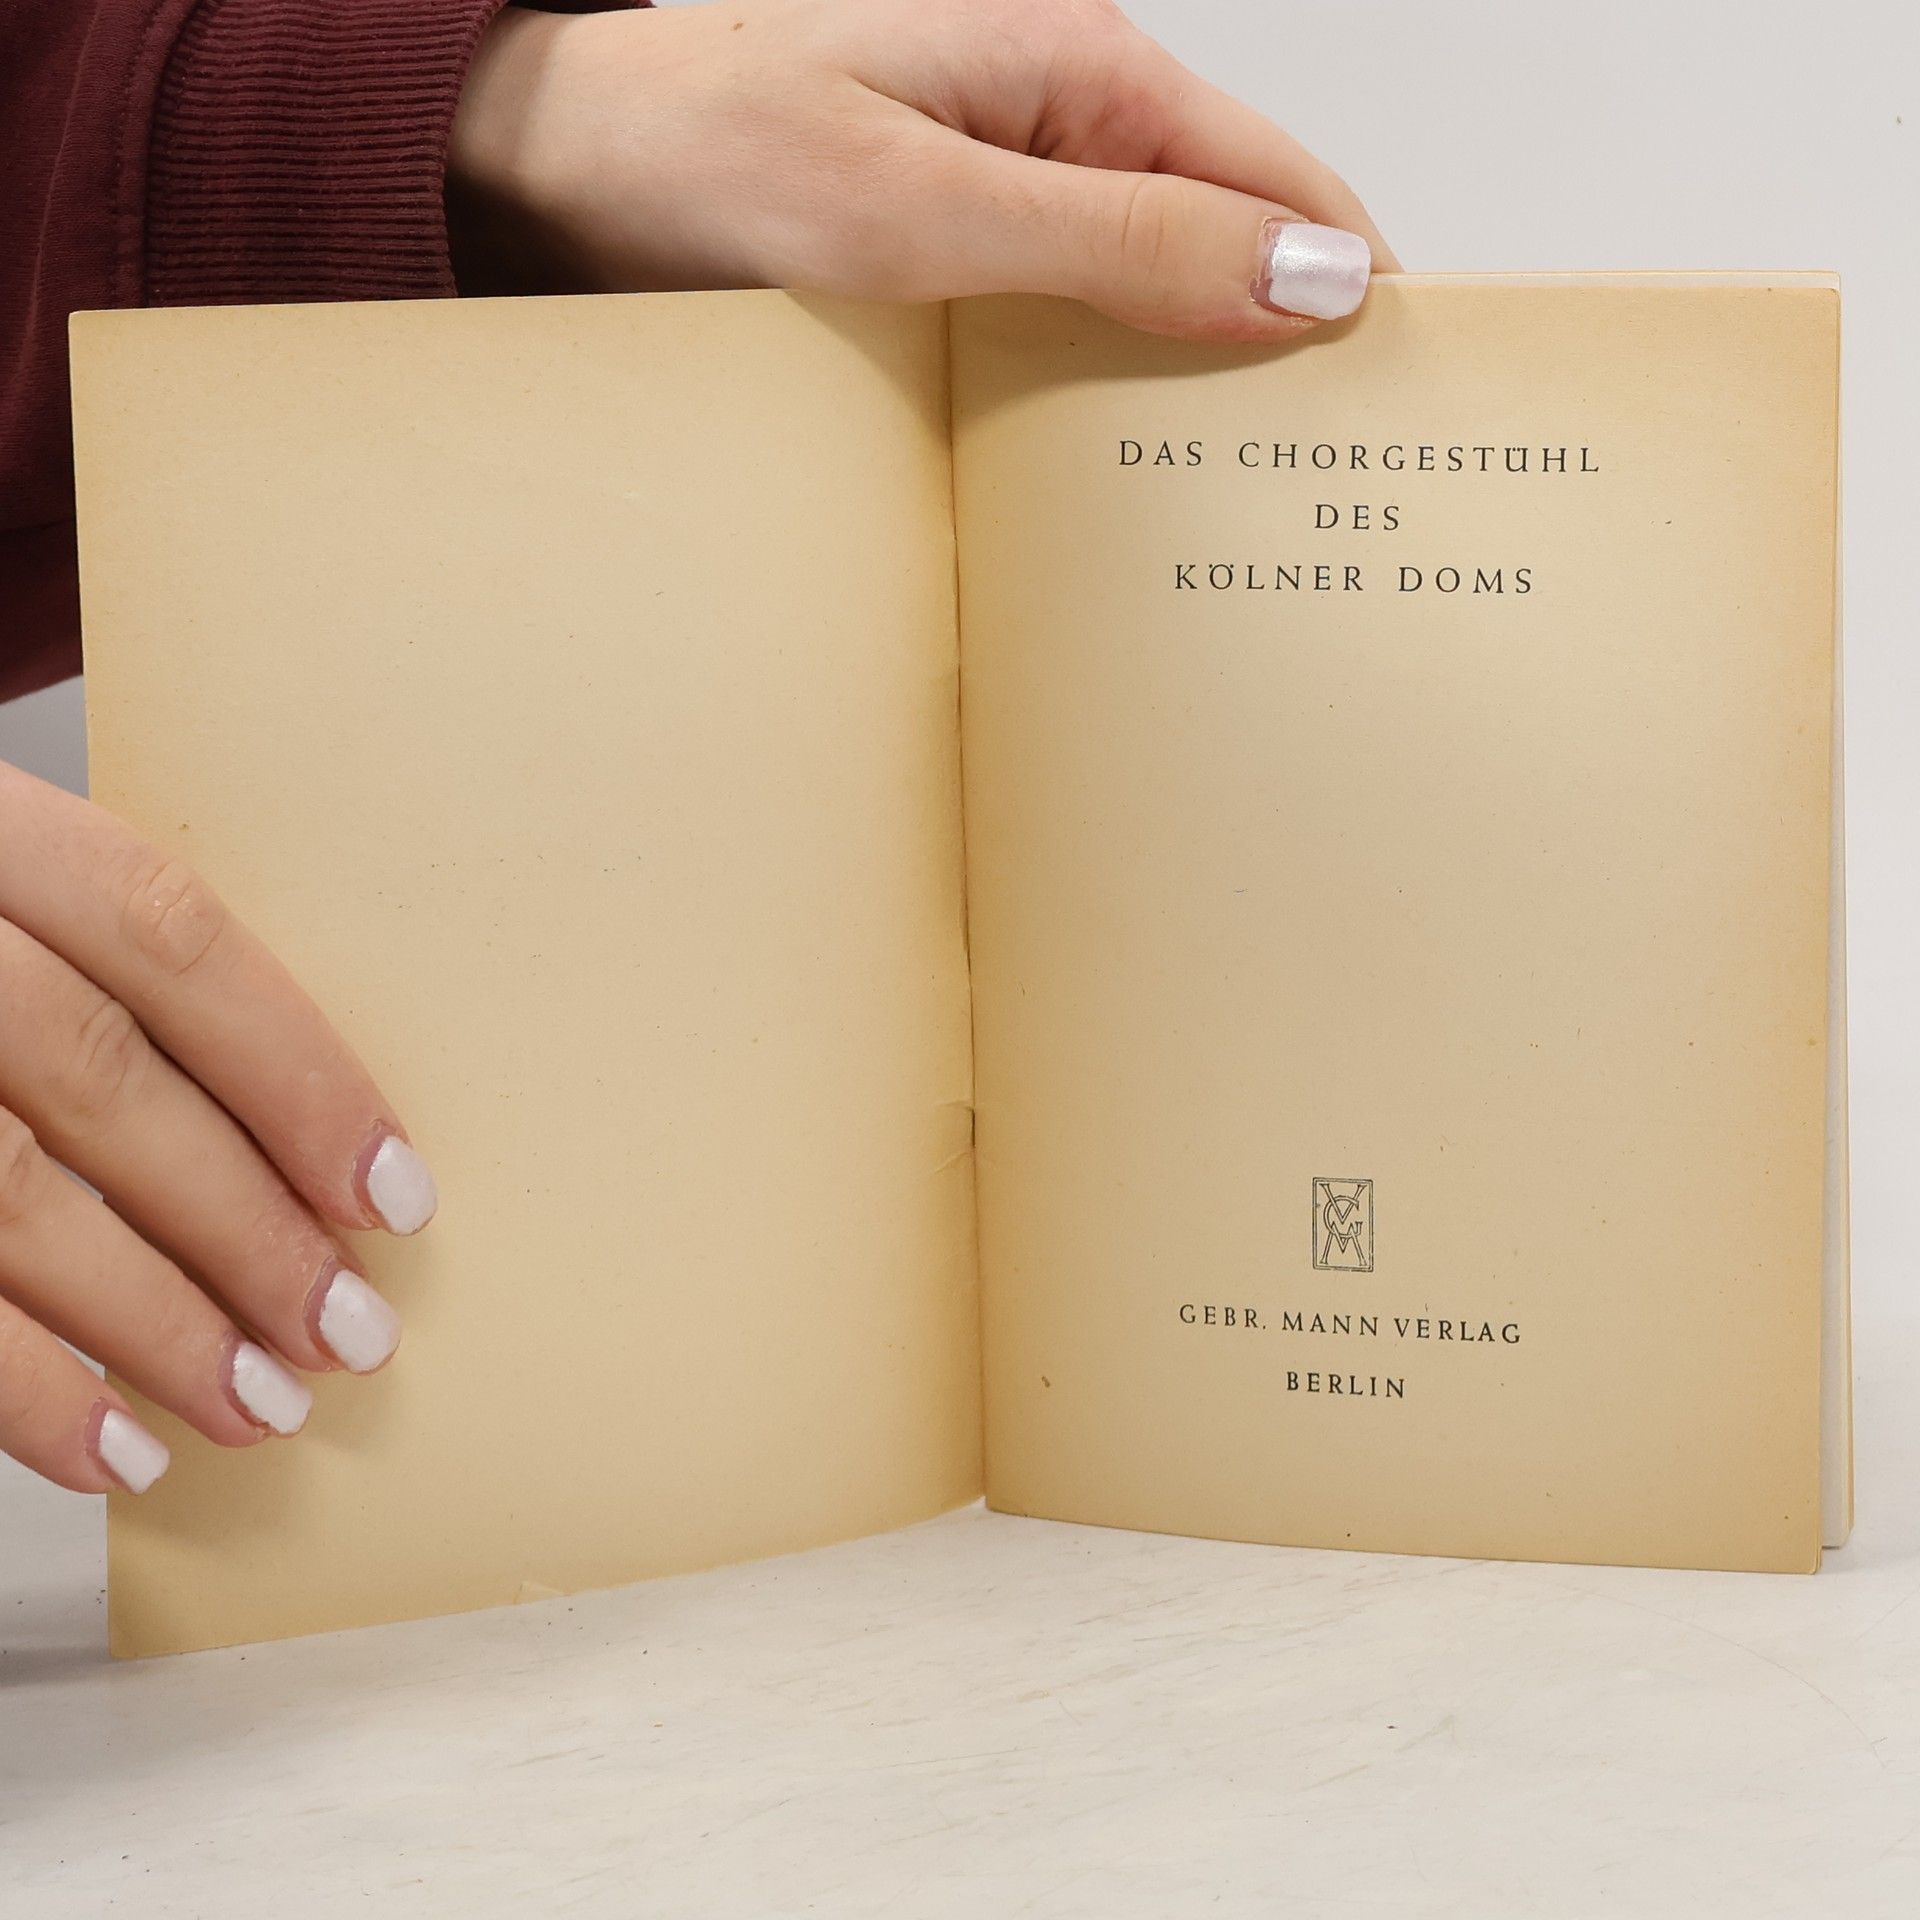 DAS CHORGESTÜHL
DES
KÖLNER DOMS
GEBR. MANN VERLAG
BERLIN